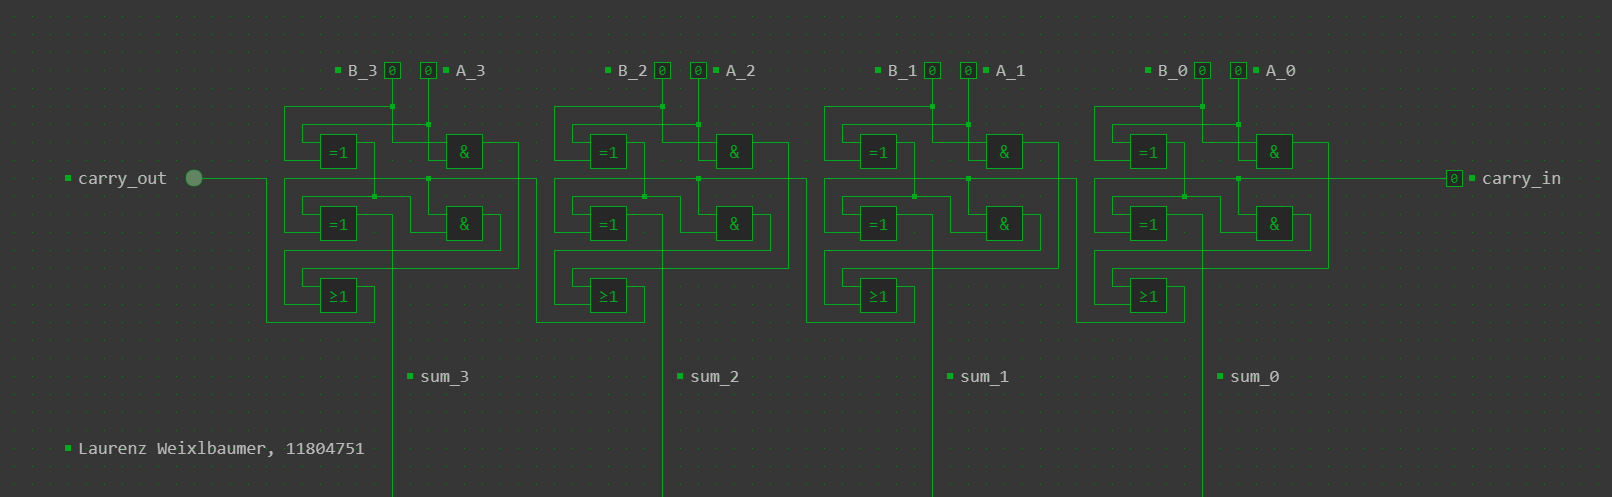 B_3 0 0 A_3 B_2 0 0 A_2 B_1 0 0 A_1 B_0 0 0 A_0
=1 & =1 & =1 & =1 &
carry_out 0 carry_in
=1 & =1 & =1 & =1 &
≥1 ≥1 ≥1 ≥1
sum_3 sum_2 sum_1 sum_0
Laurenz Weixlbaumer, 11804751